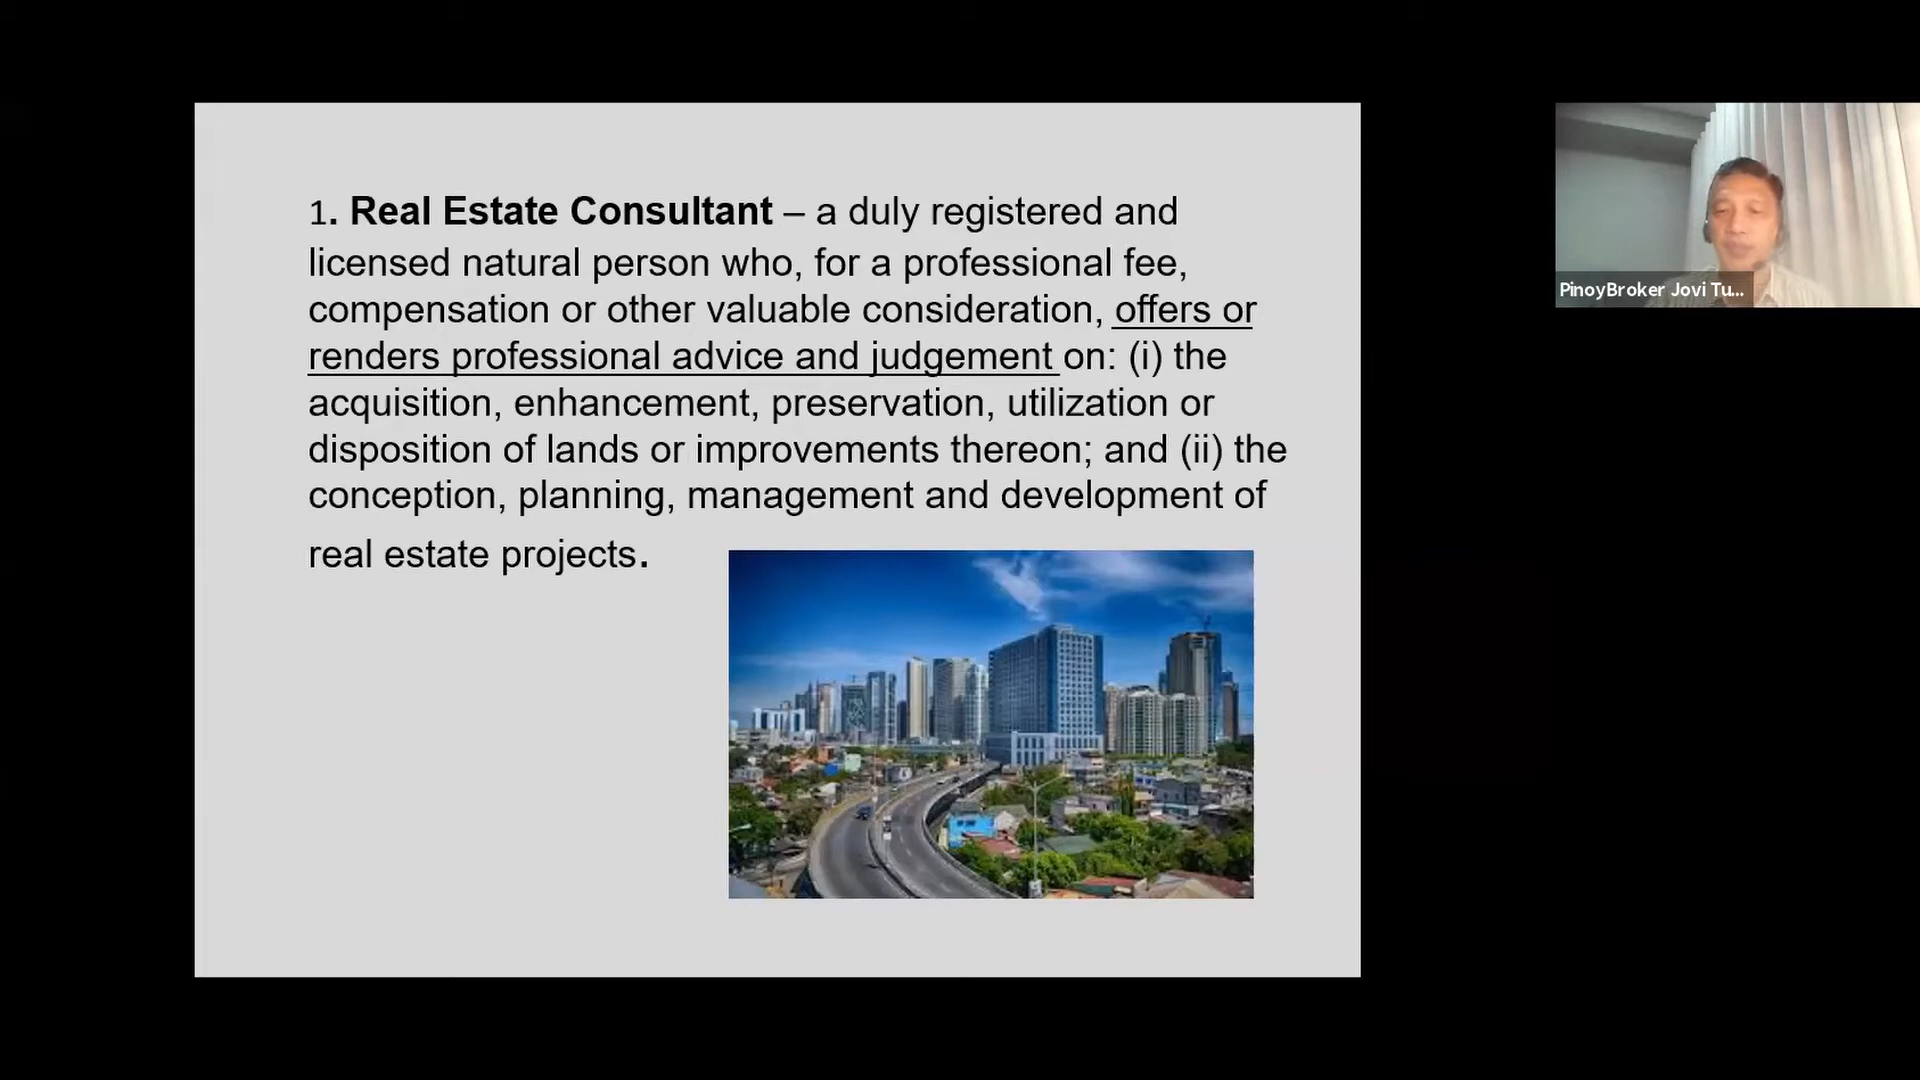 1. Real Estate Consultant – a duly registered and
licensed natural person who, for a professional fee,
compensation or other valuable consideration, offers or
renders professional advice and judgement on: (i) the
acquisition, enhancement, preservation, utilization or
disposition of lands or improvements thereon; and (ii) the
conception, planning, management and development of
real estate projects.
PinoyBroker Jovi Tu...